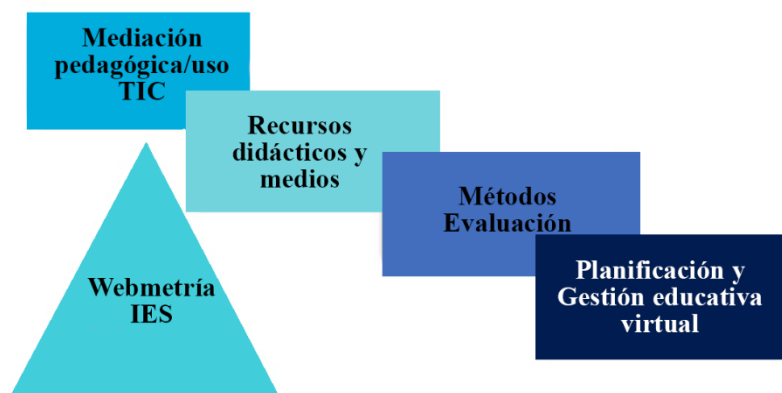 Mediación
pedagógica/uso
TIC
Recursos
didácticos y
medios
Métodos
Evaluación
Planificación y
Gestión educativa
virtual
Webmetría
IES